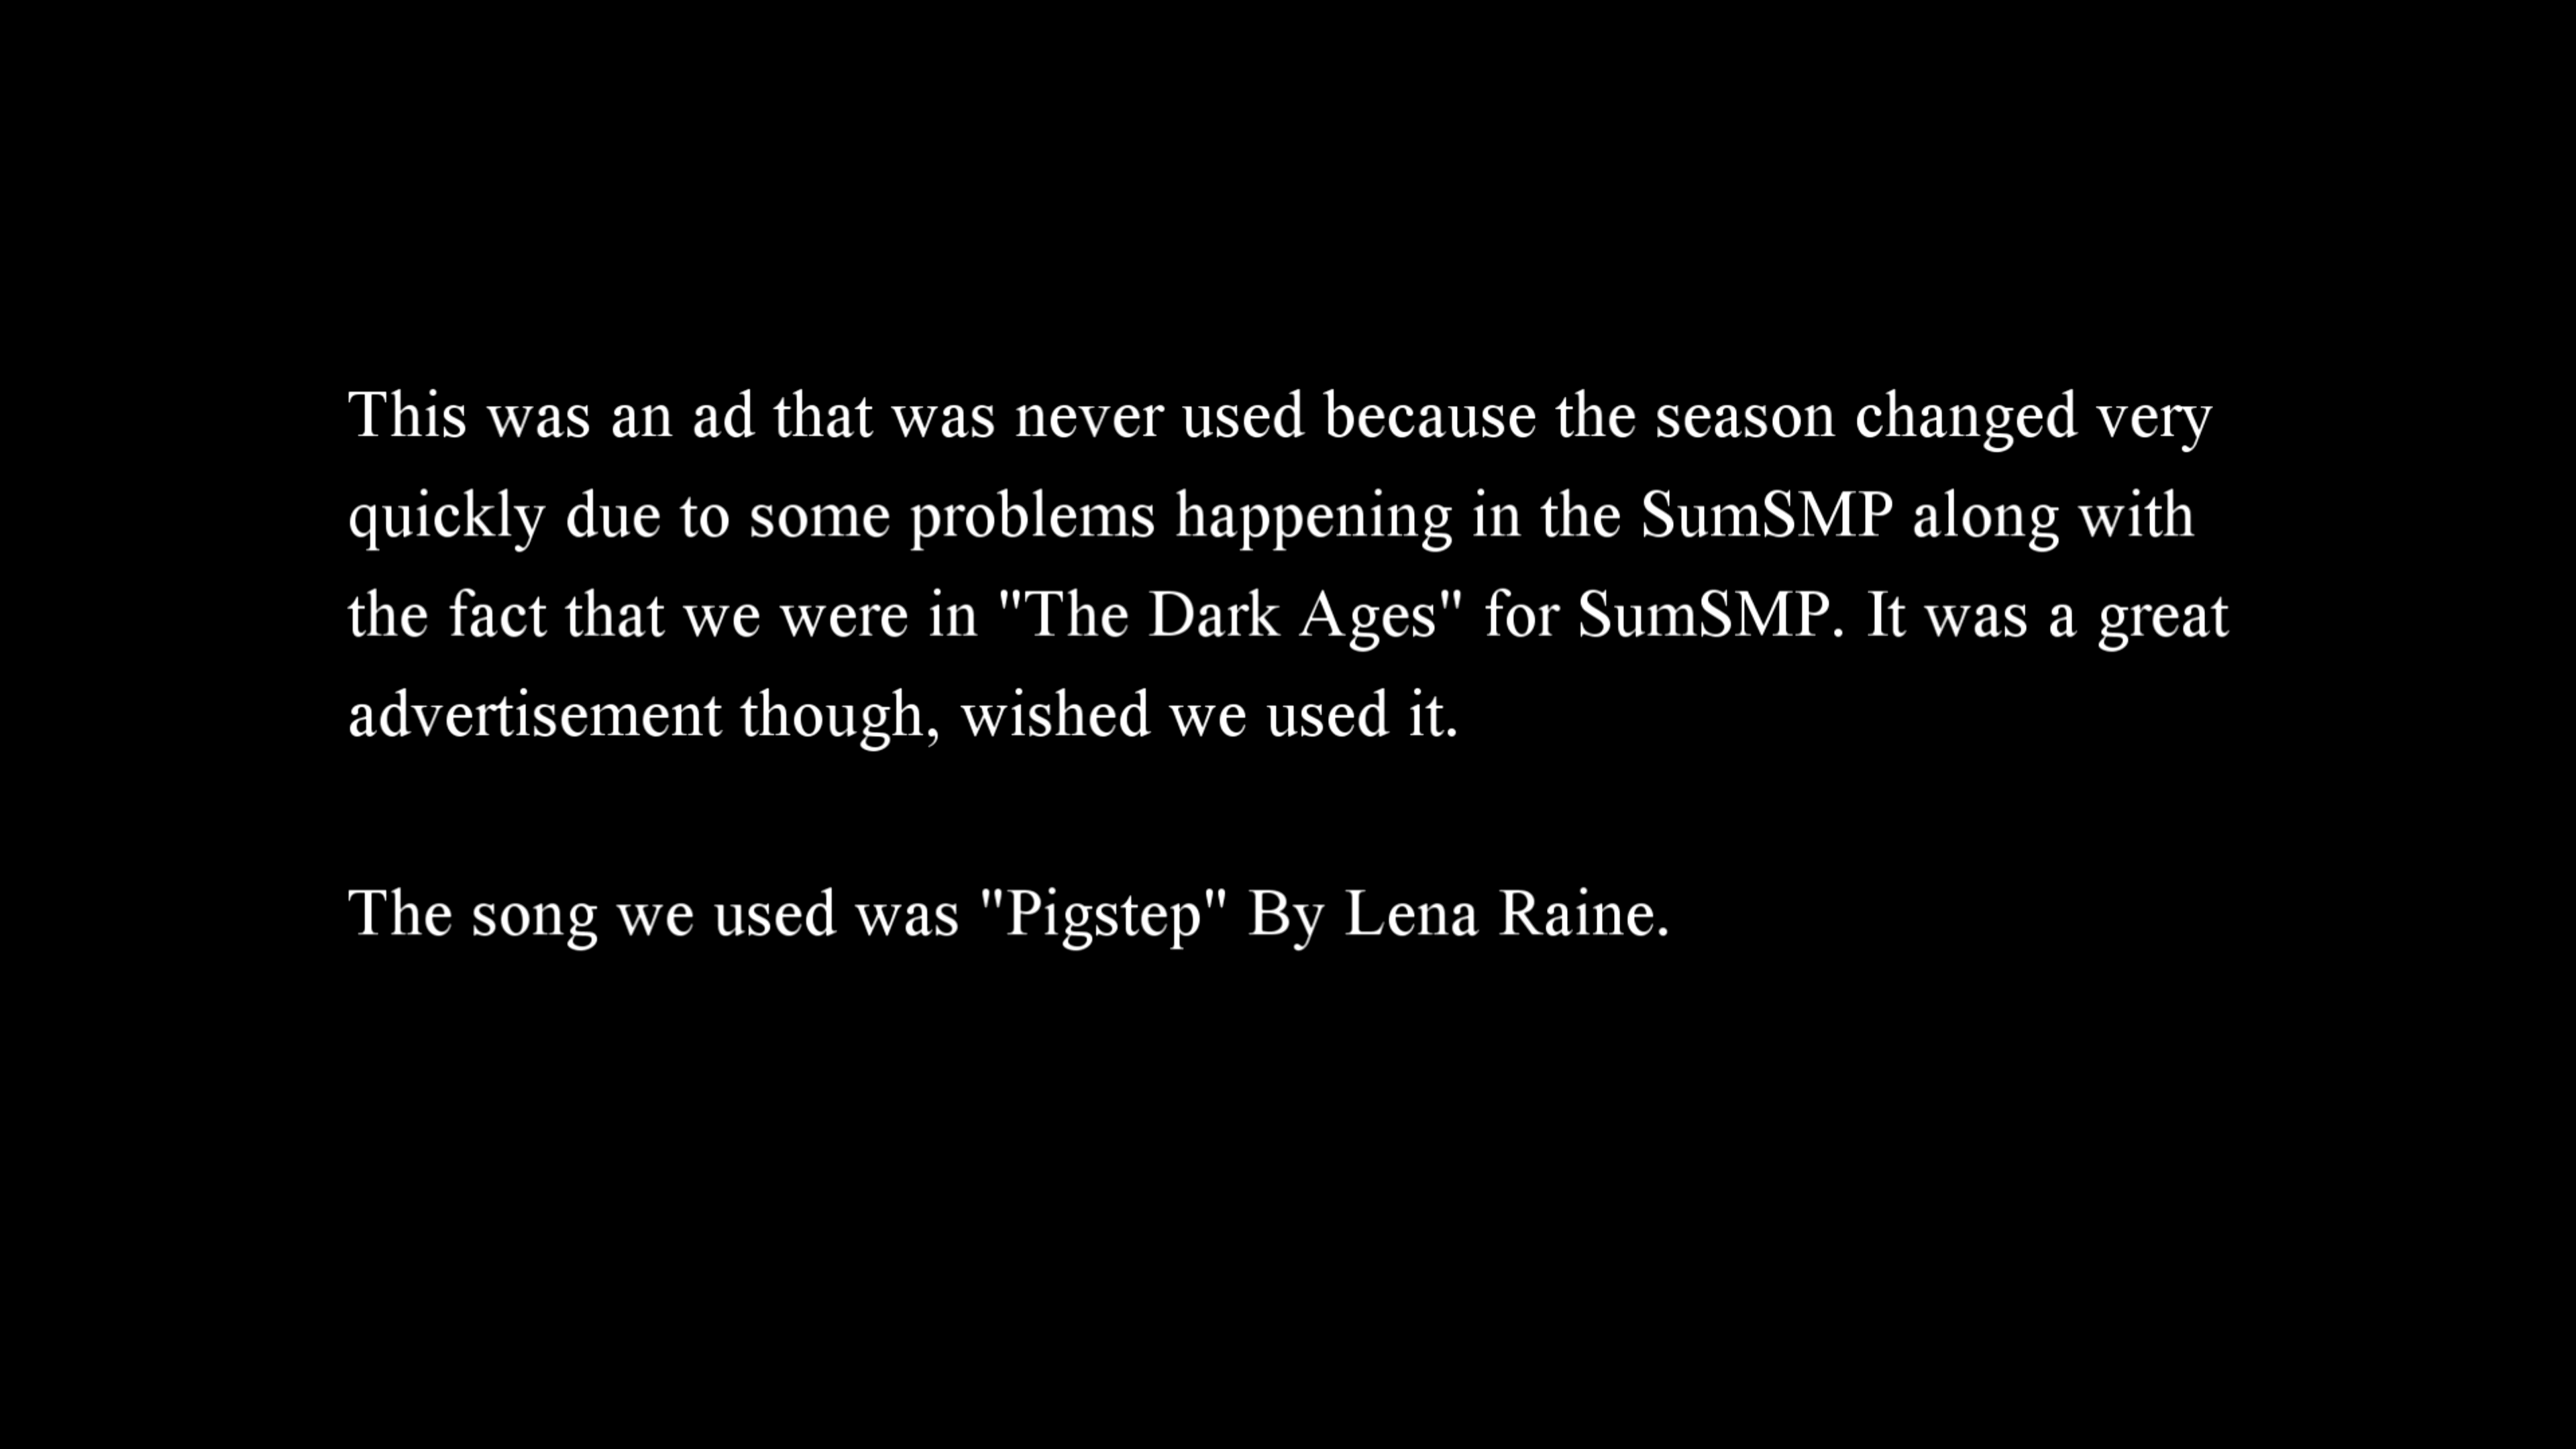 This was an ad that was never used because the season changed very
quickly due to some problems happening in the SumSMP along with
the fact that we were in "The Dark Ages" for SumSMP. It was a great
advertisement though, wished we used it.
The song we used was "Pigstep" By Lena Raine.